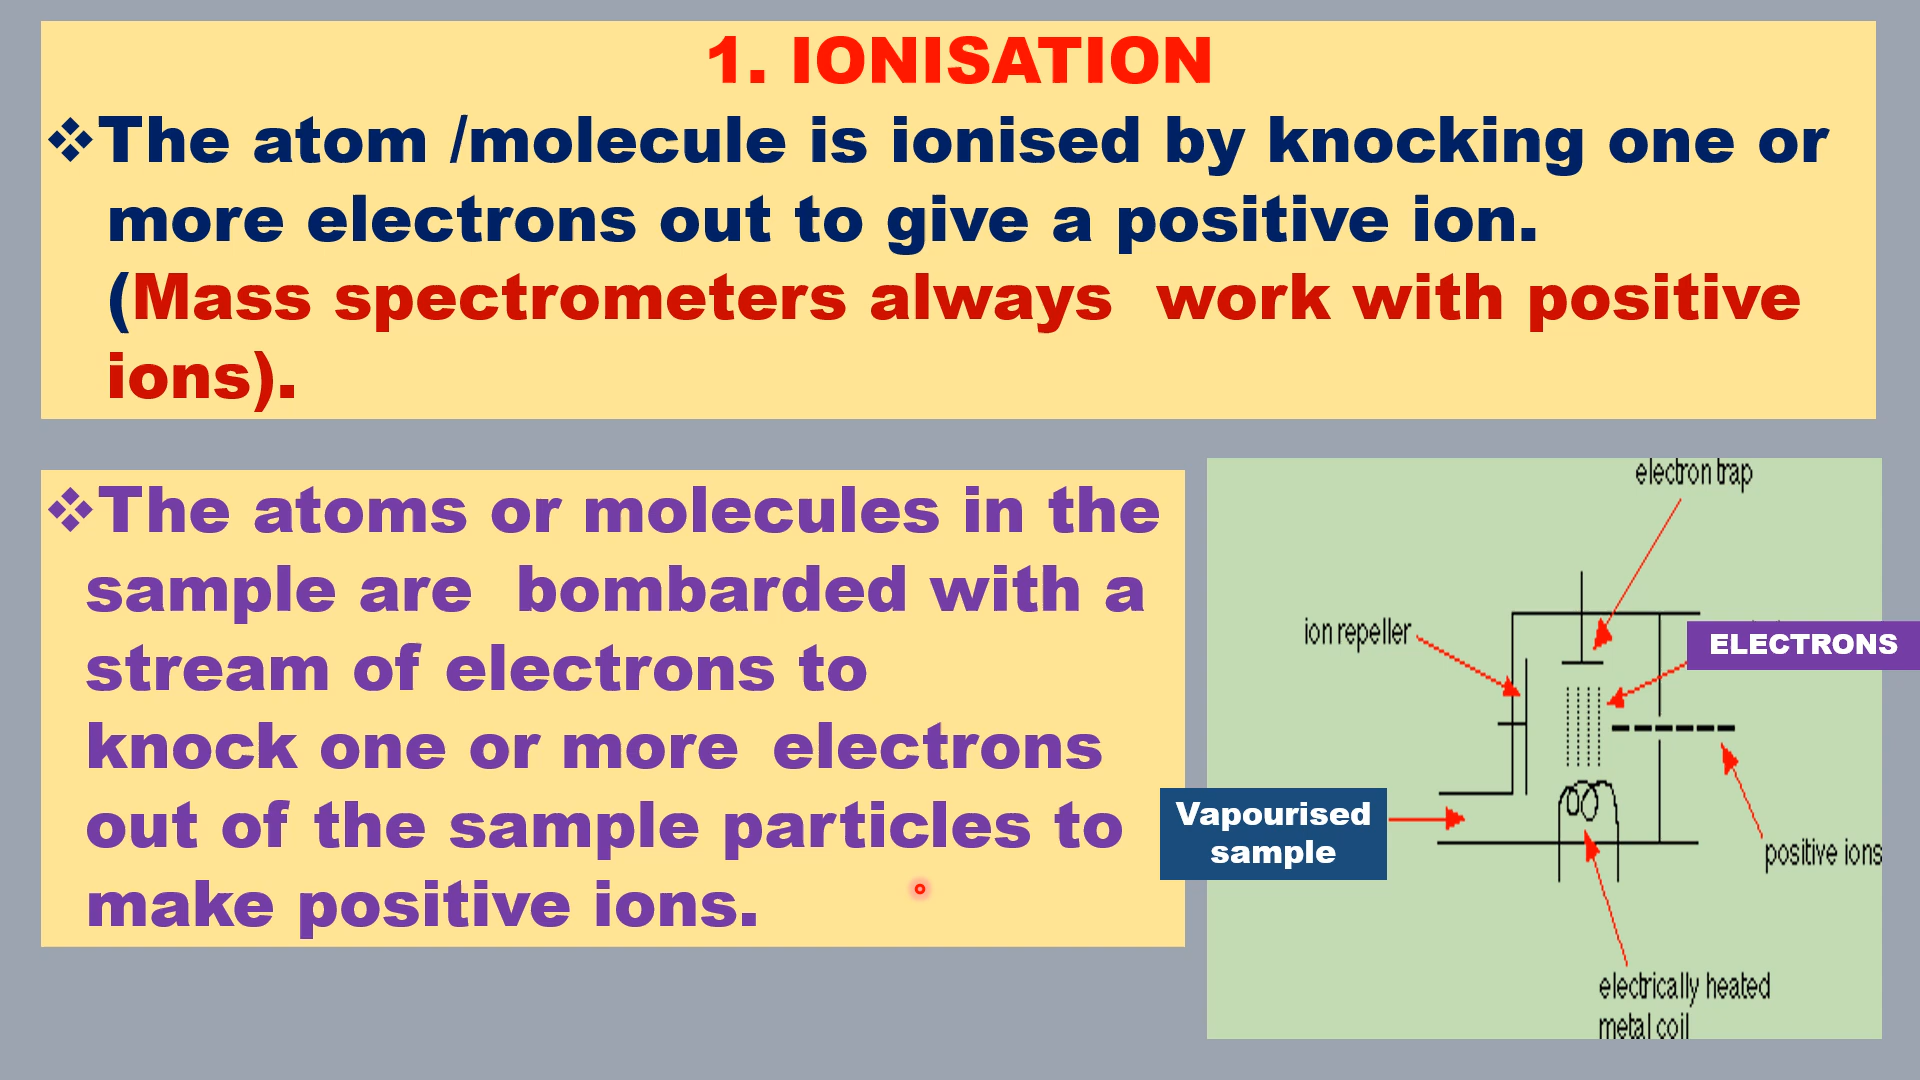 1. IONISATION
❖The atom /molecule is ionised by knocking one or
more electrons out to give a positive ion.
(Mass spectrometers always work with positive
ions).
❖The atoms or molecules in the
sample are bombarded with a
stream of electrons to
knock one or more electrons
out of the sample particles to
make positive ions.
electron trap
ion repeller
ELECTRONS
Vapourised
sample
positive ions
electrically heated
metal coil